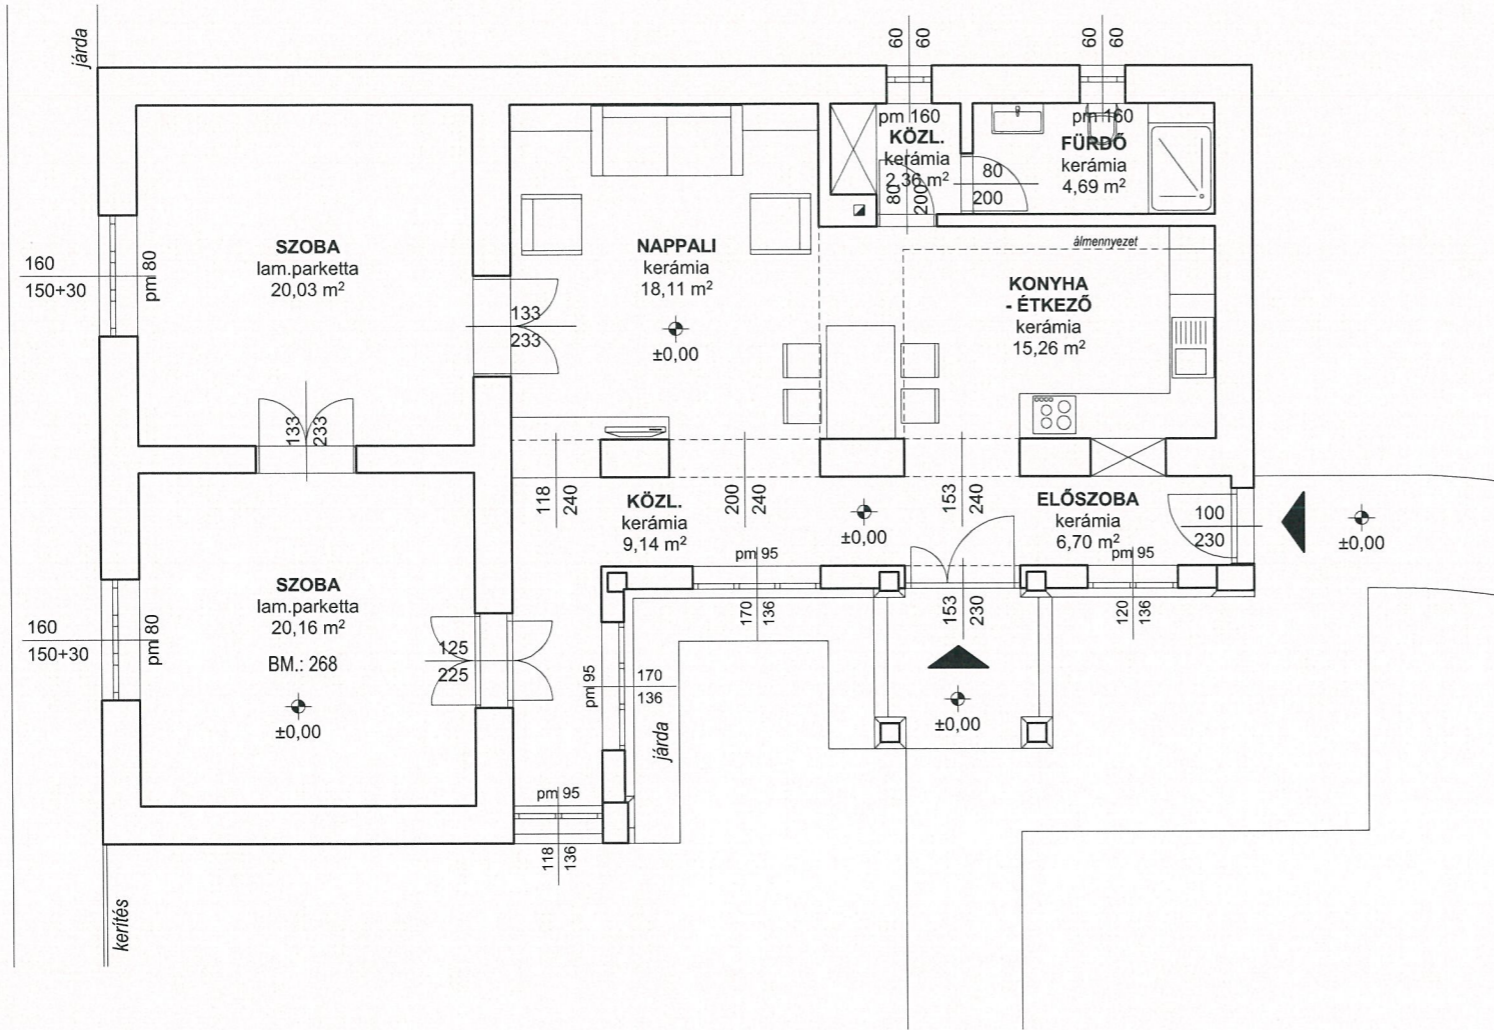 járda
60
60
60
60
pm 160
KÖZL.
kerámia
2,36 m²
80
200
80
200
pm 160
FÜRDŐ
kerámia
4,69 m²
SZOBA
lam.parketta
20,03 m²
160
150+30
pm 80
NAPPALI
kerámia
18,11 m²
±0,00
133
233
álmennyezet
KONYHA
- ÉTKEZŐ
kerámia
15,26 m²
133
233
118
240
KÖZL.
kerámia
9,14 m²
200
240
±0,00
153
240
ELŐSZOBA
kerámia
6,70 m²
100
230
±0,00
pm 95
pm 95
170
136
153
230
120
136
SZOBA
lam.parketta
20,16 m²
BM.: 268
±0,00
160
150+30
pm 80
125
225
pm 95
170
136
járda
±0,00
pm 95
118
136
kerítés